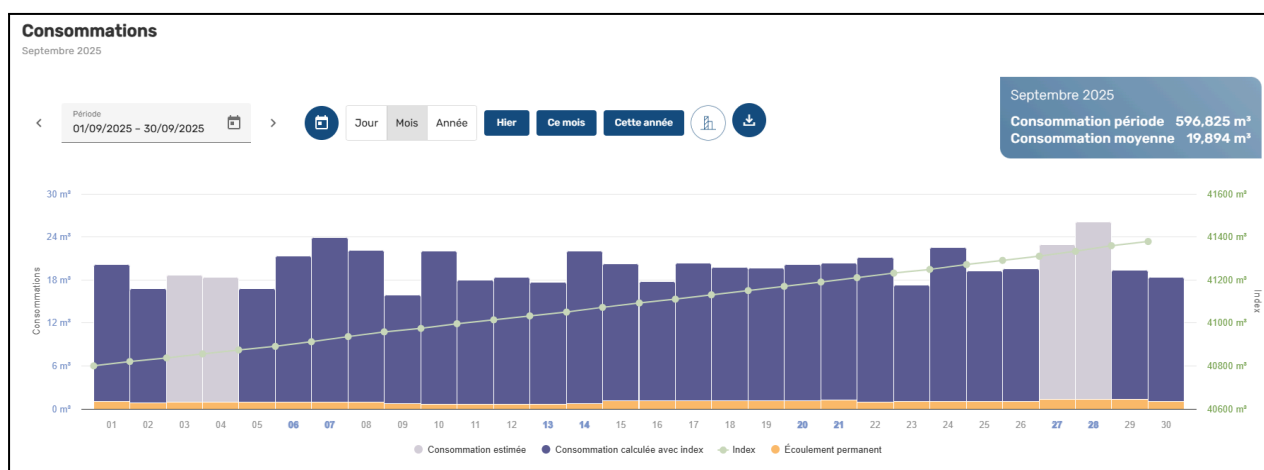 Consommations
Septembre 2025
Période
01/09/2025 – 30/09/2025
Jour Mois Année Hier Ce mois Cette année
Septembre 2025
Consommation période 596,825 m³
Consommation moyenne 19,894 m³
30 m³ 41600 m³
24 m³ 41400 m³
18 m³ 41200 m³
12 m³ 41000 m³
6 m³ 40800 m³
0 m³ 40600 m³
Consommations
Index
01 02 03 04 05 06 07 08 09 10 11 12 13 14 15 16 17 18 19 20 21 22 23 24 25 26 27 28 29 30
Consommation estimée Consommation calculée avec index Index Écoulement permanent